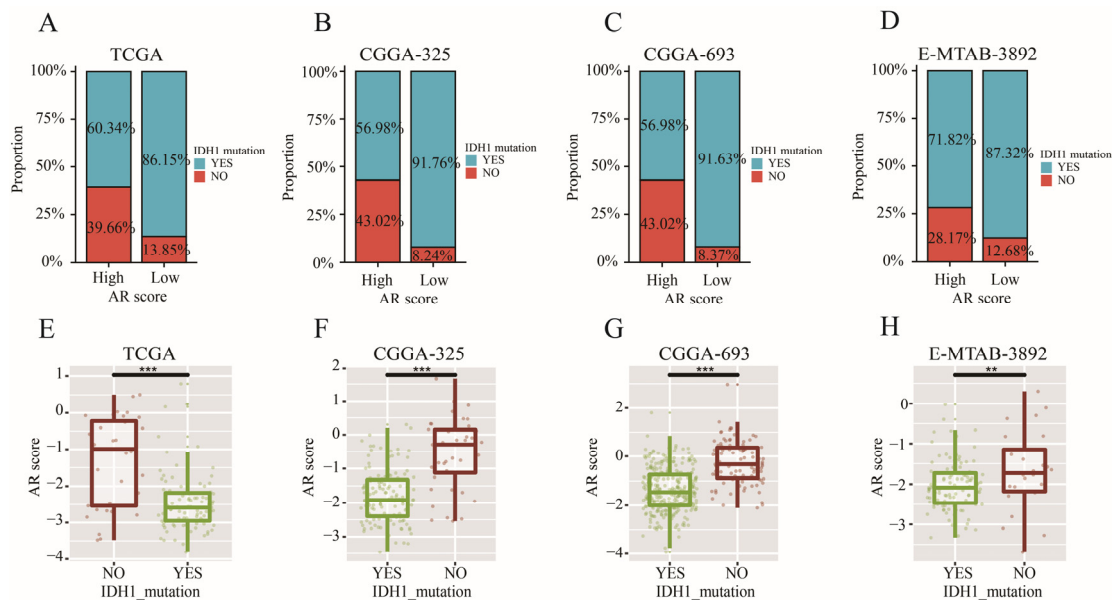 A
TCGA
100%
75%
50%
25%
0%
Proportion
60.34%
86.15%
39.66%
13.85%
High Low
AR score
IDH1 mutation
YES
NO
B
CGGA-325
100%
75%
50%
25%
0%
Proportion
56.98%
91.76%
43.02%
8.24%
High Low
AR score
IDH1 mutation
YES
NO
C
CGGA-693
100%
75%
50%
25%
0%
Proportion
56.98%
91.63%
43.02%
8.37%
High Low
AR score
IDH1 mutation
YES
NO
D
E-MTAB-3892
100%
75%
50%
25%
0%
Proportion
71.82%
87.32%
28.17%
12.68%
High Low
AR score
IDH1 mutation
YES
NO
E
TCGA
***
1
0
−1
−2
−3
−4
AR score
NO YES
IDH1_mutation
F
CGGA-325
***
2
1
0
−1
−2
−3
AR score
YES NO
IDH1_mutation
G
CGGA-693
***
2
0
−2
−4
AR score
YES NO
IDH1_mutation
H
E-MTAB-3892
**
0
−1
−2
−3
AR score
YES NO
IDH1_mutation